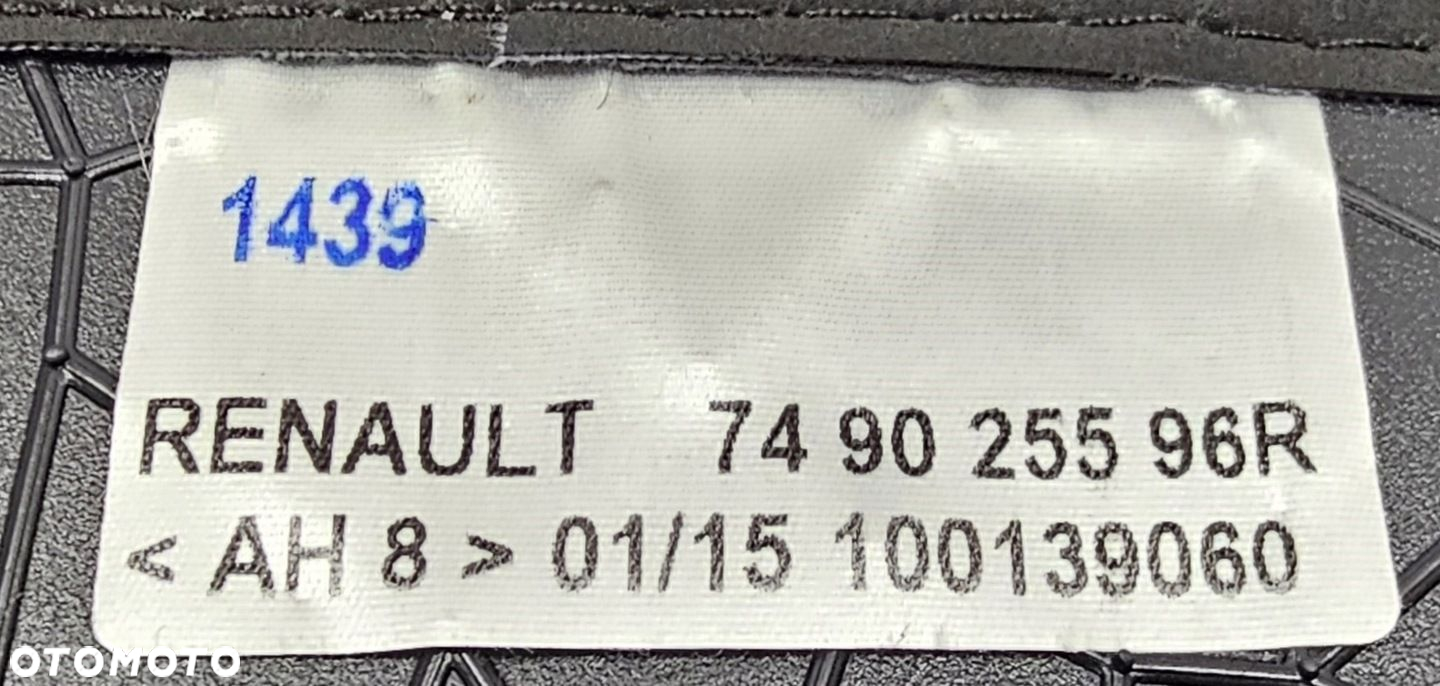 1439
RENAULT 74 90 255 96R
< AH 8 > 01/15 100139060
OTOMOTO